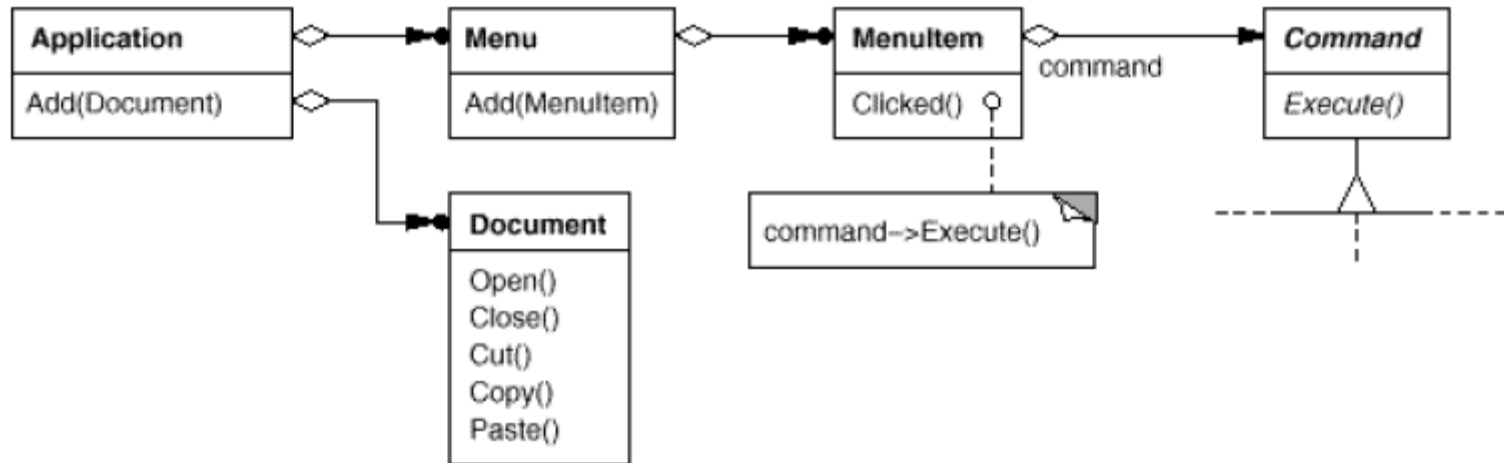 Application
Add(Document)
Menu
Add(MenuItem)
MenuItem
Clicked()
command
Command
Execute()
command->Execute()
Document
Open()
Close()
Cut()
Copy()
Paste()